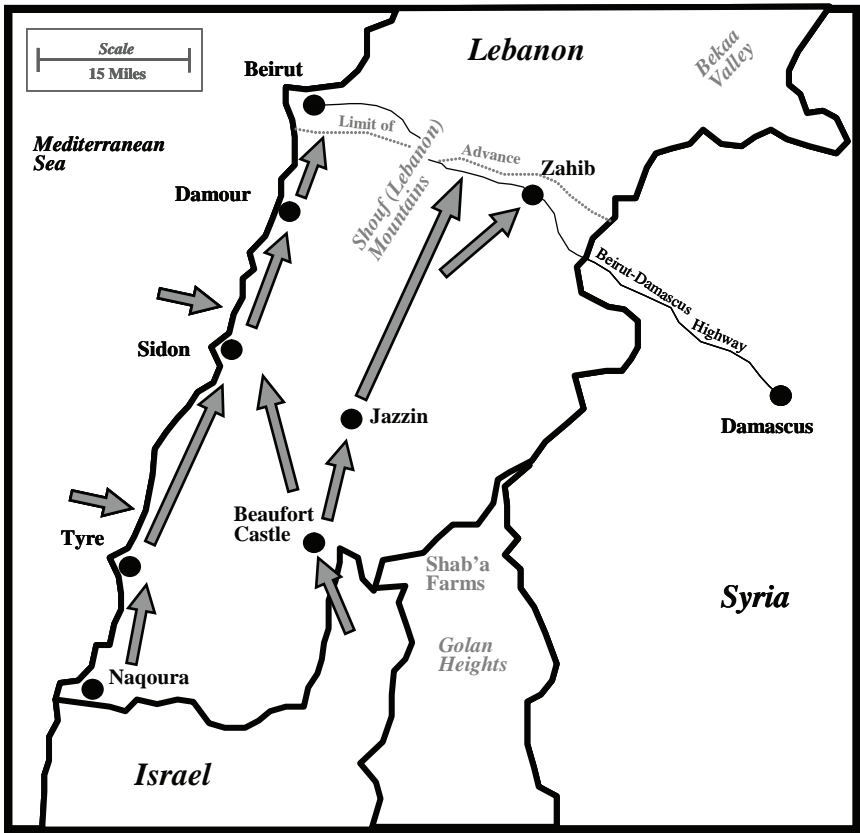 Scale
15 Miles
Lebanon
Bekaa
Valley
Beirut
Mediterranean
Sea
Limit of
Advance
Zahib
Damour
Shouf (Lebanon)
Mountains
Beirut-Damascus
Highway
Sidon
Jazzin
Damascus
Beaufort
Castle
Tyre
Shab'a
Farms
Syria
Golan
Heights
Naqoura
Israel